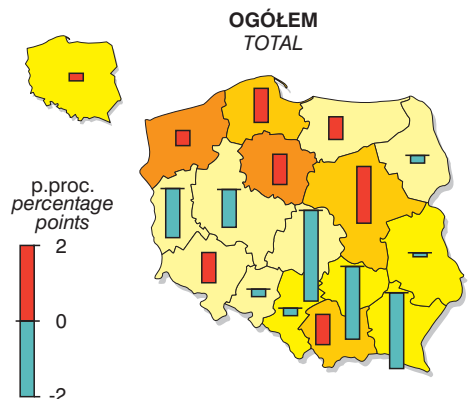 OGÓŁEM
TOTAL
p.proc.
percentage
points
2
0
-2